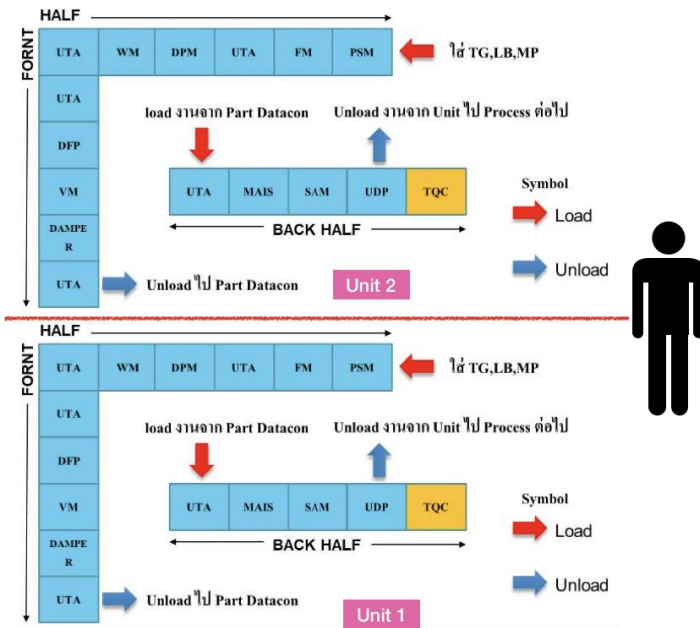 HALF
FORNT
UTA WM DPM UTA FM PSM
ใส่ TG,LB,MP
UTA
DFP
VM
DAMPE
R
UTA
load งานจาก Part Datacon
Unload งานจาก Unit ไป Process ต่อไป
UTA MAIS SAM UDP TQC
BACK HALF
Symbol
Load
Unload
Unload ไป Part Datacon
Unit 2
HALF
FORNT
UTA WM DPM UTA FM PSM
ใส่ TG,LB,MP
UTA
DFP
VM
DAMPE
R
UTA
load งานจาก Part Datacon
Unload งานจาก Unit ไป Process ต่อไป
UTA MAIS SAM UDP TQC
BACK HALF
Symbol
Load
Unload
Unload ไป Part Datacon
Unit 1